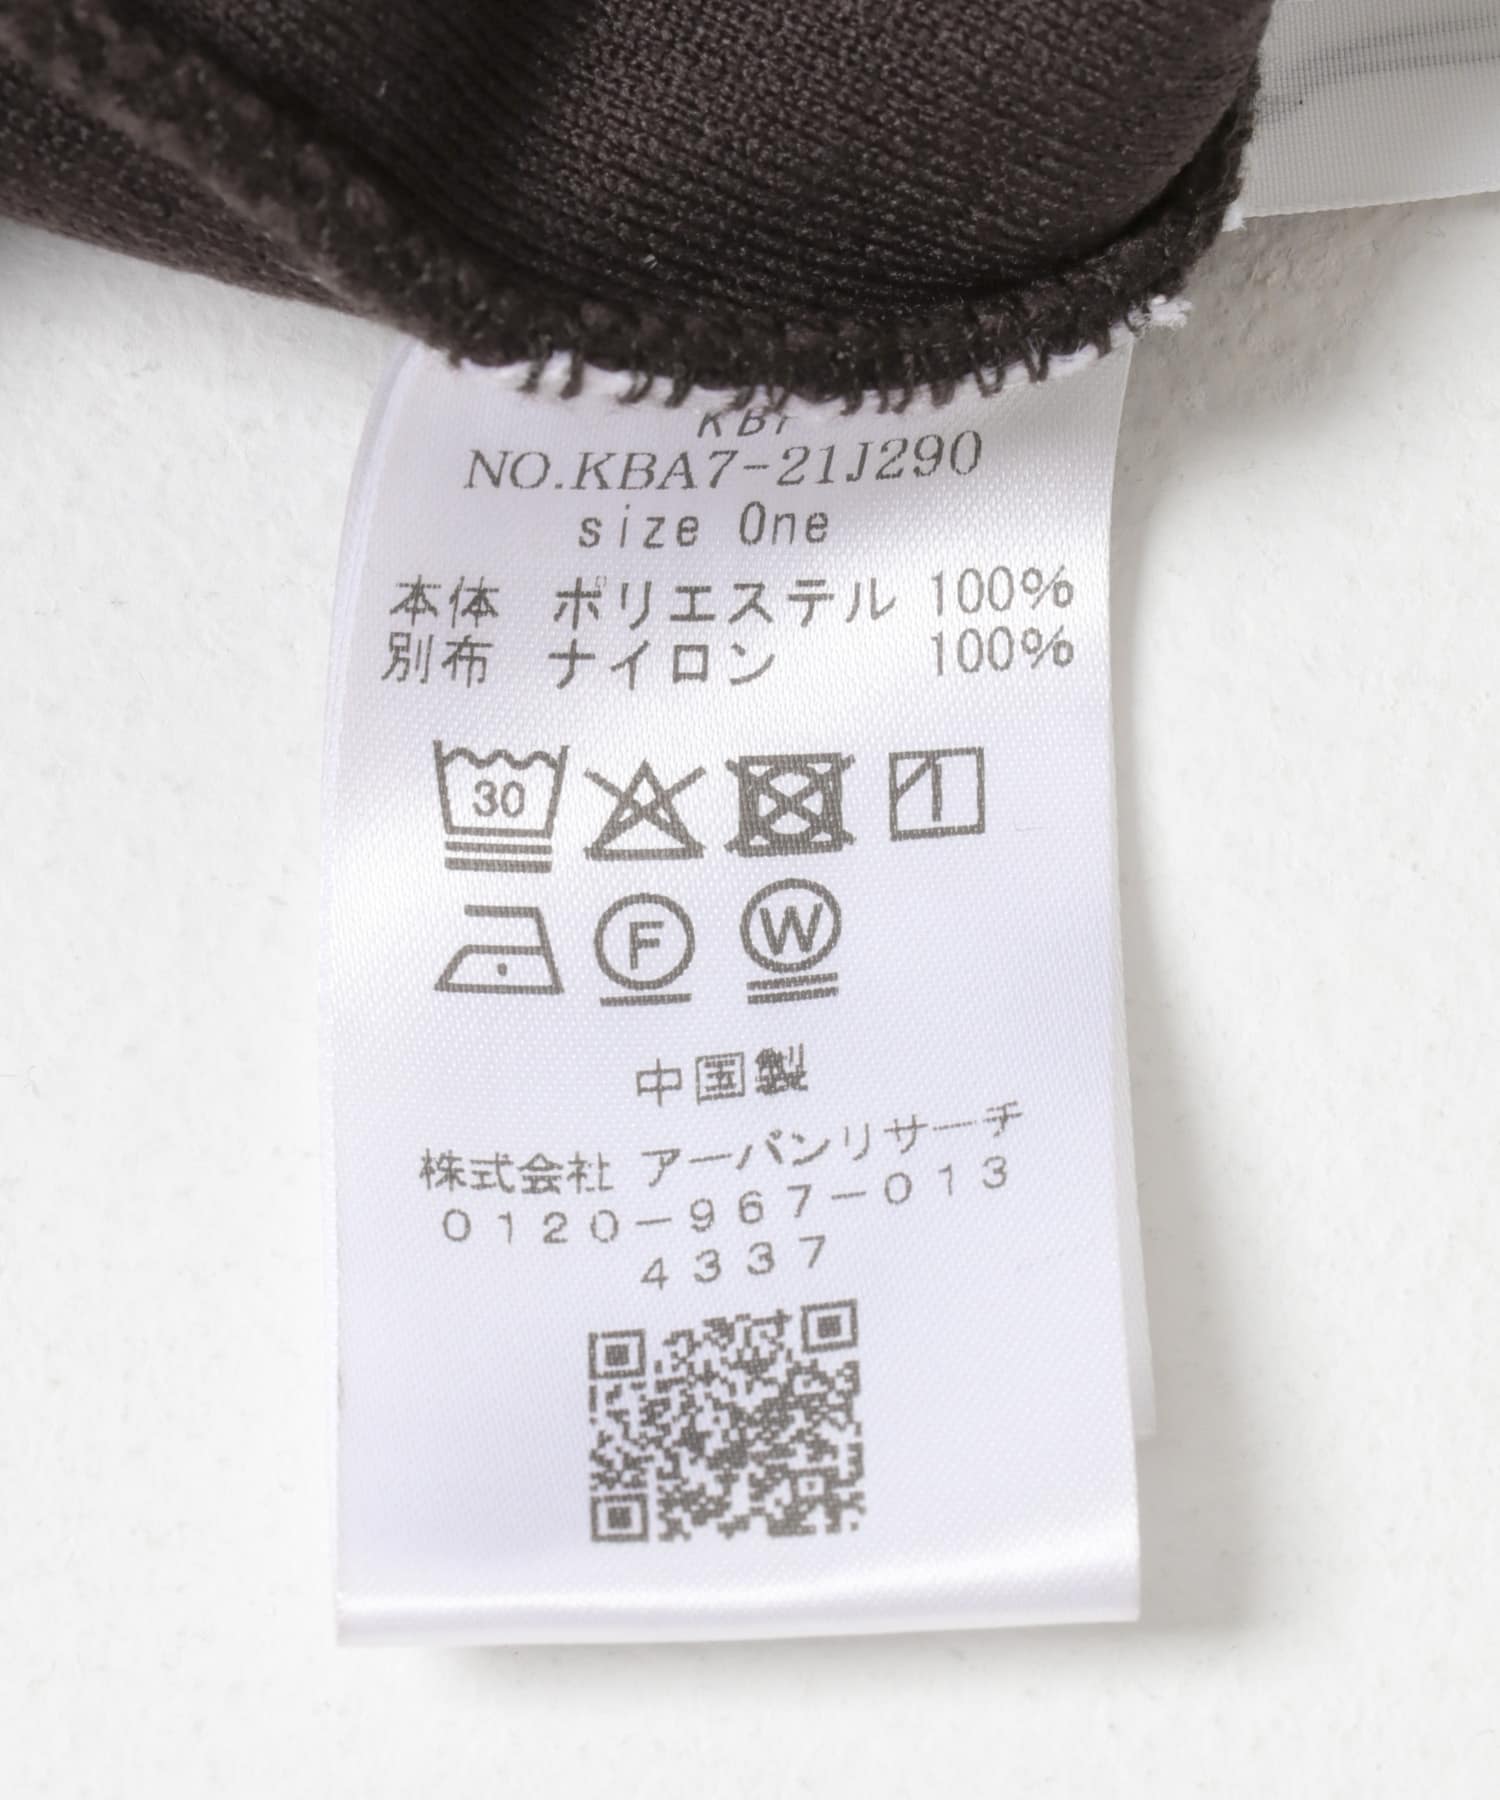 KBF
NO.KBA7-21J290
size One
本体 ポリエステル 100%
別布 ナイロン 100%
30
F W
中国製
株式会社 アーバンリサーチ
0120-967-013
4337